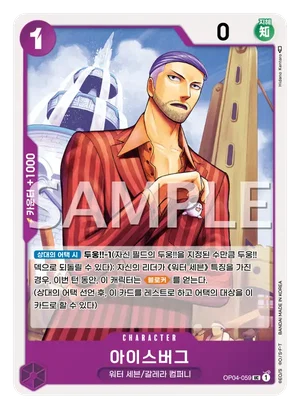 1
0
지혜
知
카운터 +1000
SAMPLE
상대의 어택 시 두웅!!-1(자신 필드의 두웅!!을 지정된 수만큼 두웅!!
덱으로 되돌릴 수 있다): 자신의 리더가 《워터 세븐》 특징을 가진
경우, 이번 턴 동안, 이 캐릭터는 블로커 를 얻는다.
(상대의 어택 선언 후, 이 카드를 레스트로 하고 어택의 대상을 이
카드로 할 수 있다)
CHARACTER
아이스버그
워터 세븐/갈레라 컴퍼니
OP04-059 UC 1